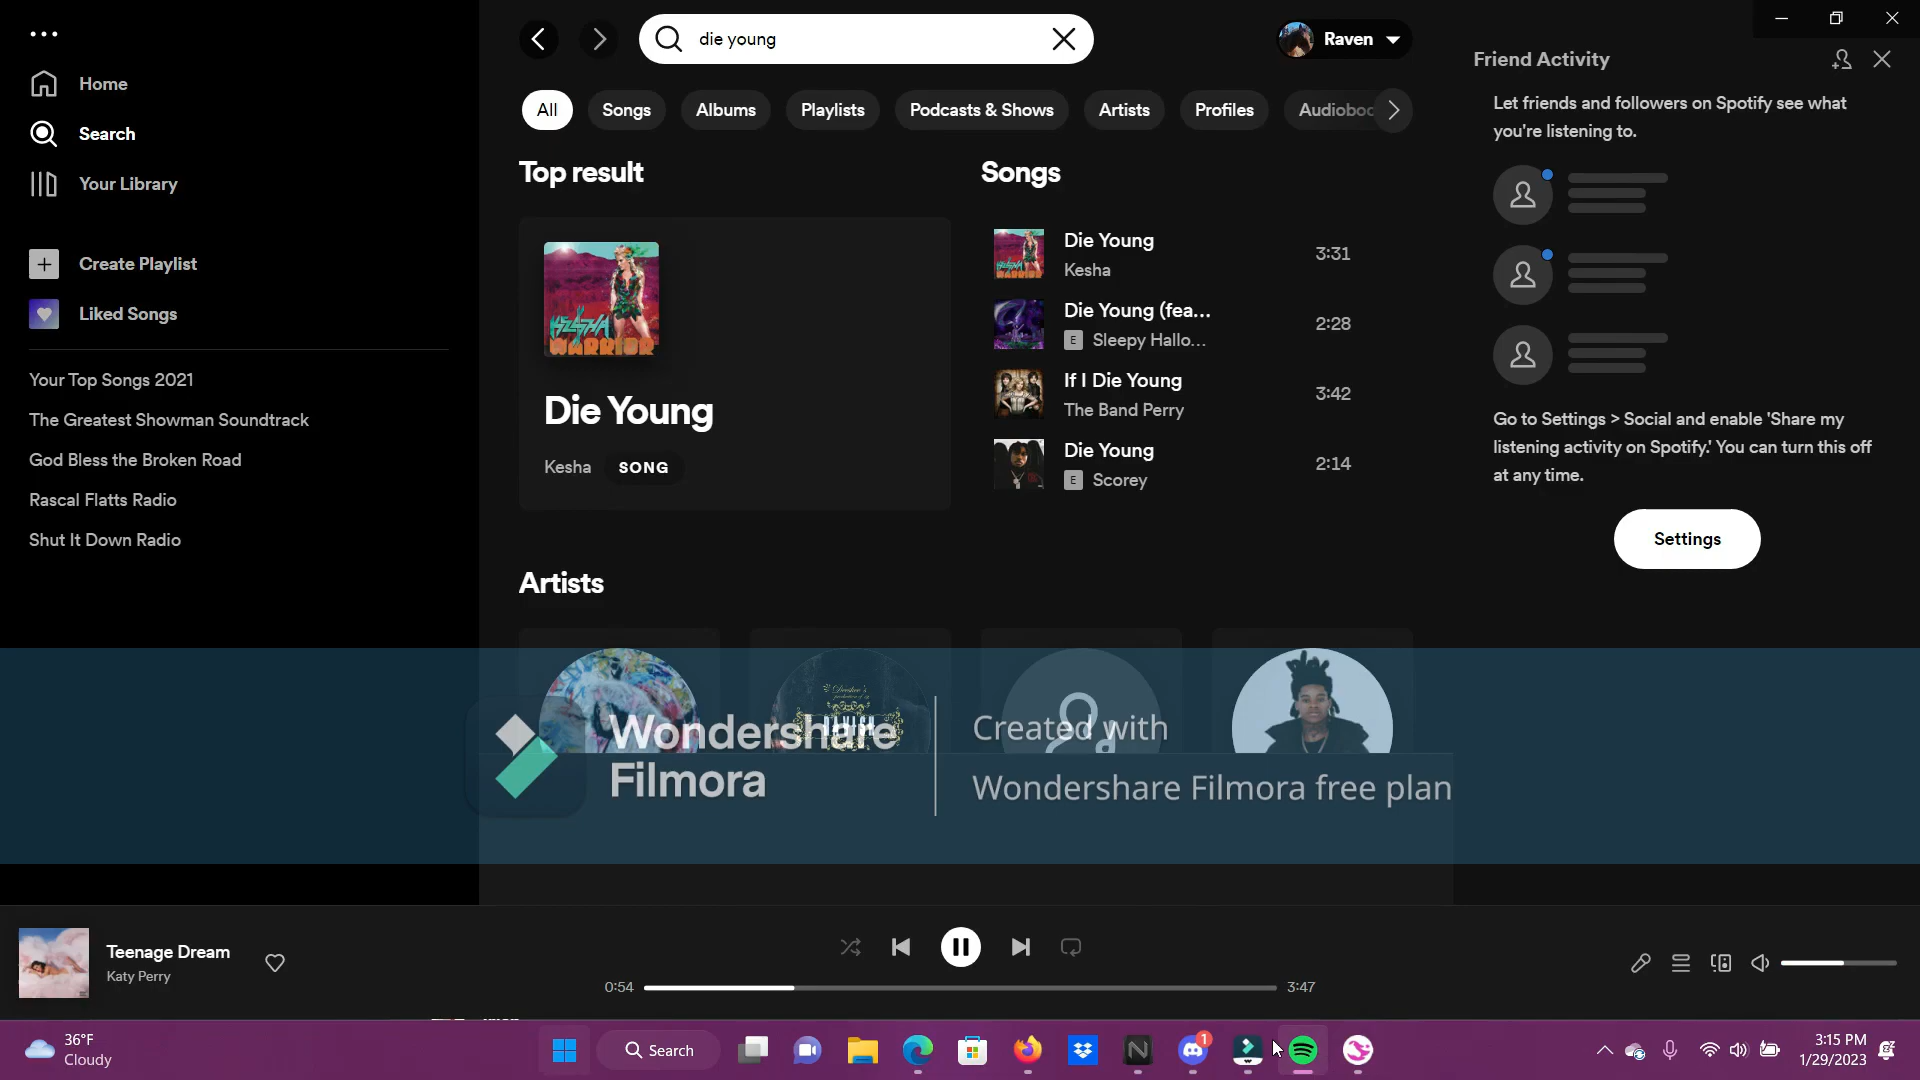 Home
Search
Your Library
Create Playlist
Liked Songs
Your Top Songs 2021
The Greatest Showman Soundtrack
God Bless the Broken Road
Rascal Flatts Radio
Shut It Down Radio
die young
Raven
All
Songs
Albums
Playlists
Podcasts & Shows
Artists
Profiles
Top result
KE$HA
WARRIOR
Die Young
Kesha
SONG
Songs
Die Young
Kesha
3:31
Die Young (fea...
E Sleepy Hallo...
2:28
If I Die Young
The Band Perry
3:42
Die Young
E Scorey
2:14
Artists
Friend Activity
Let friends and followers on Spotify see what
you're listening to.
Go to Settings > Social and enable 'Share my
listening activity on Spotify.' You can turn this off
at any time.
Settings
Wondershare
Filmora
Created with
Wondershare Filmora free plan
Teenage Dream
Katy Perry
0:54
3:47
36°F
Cloudy
Search
1
3:15 PM
1/29/2023